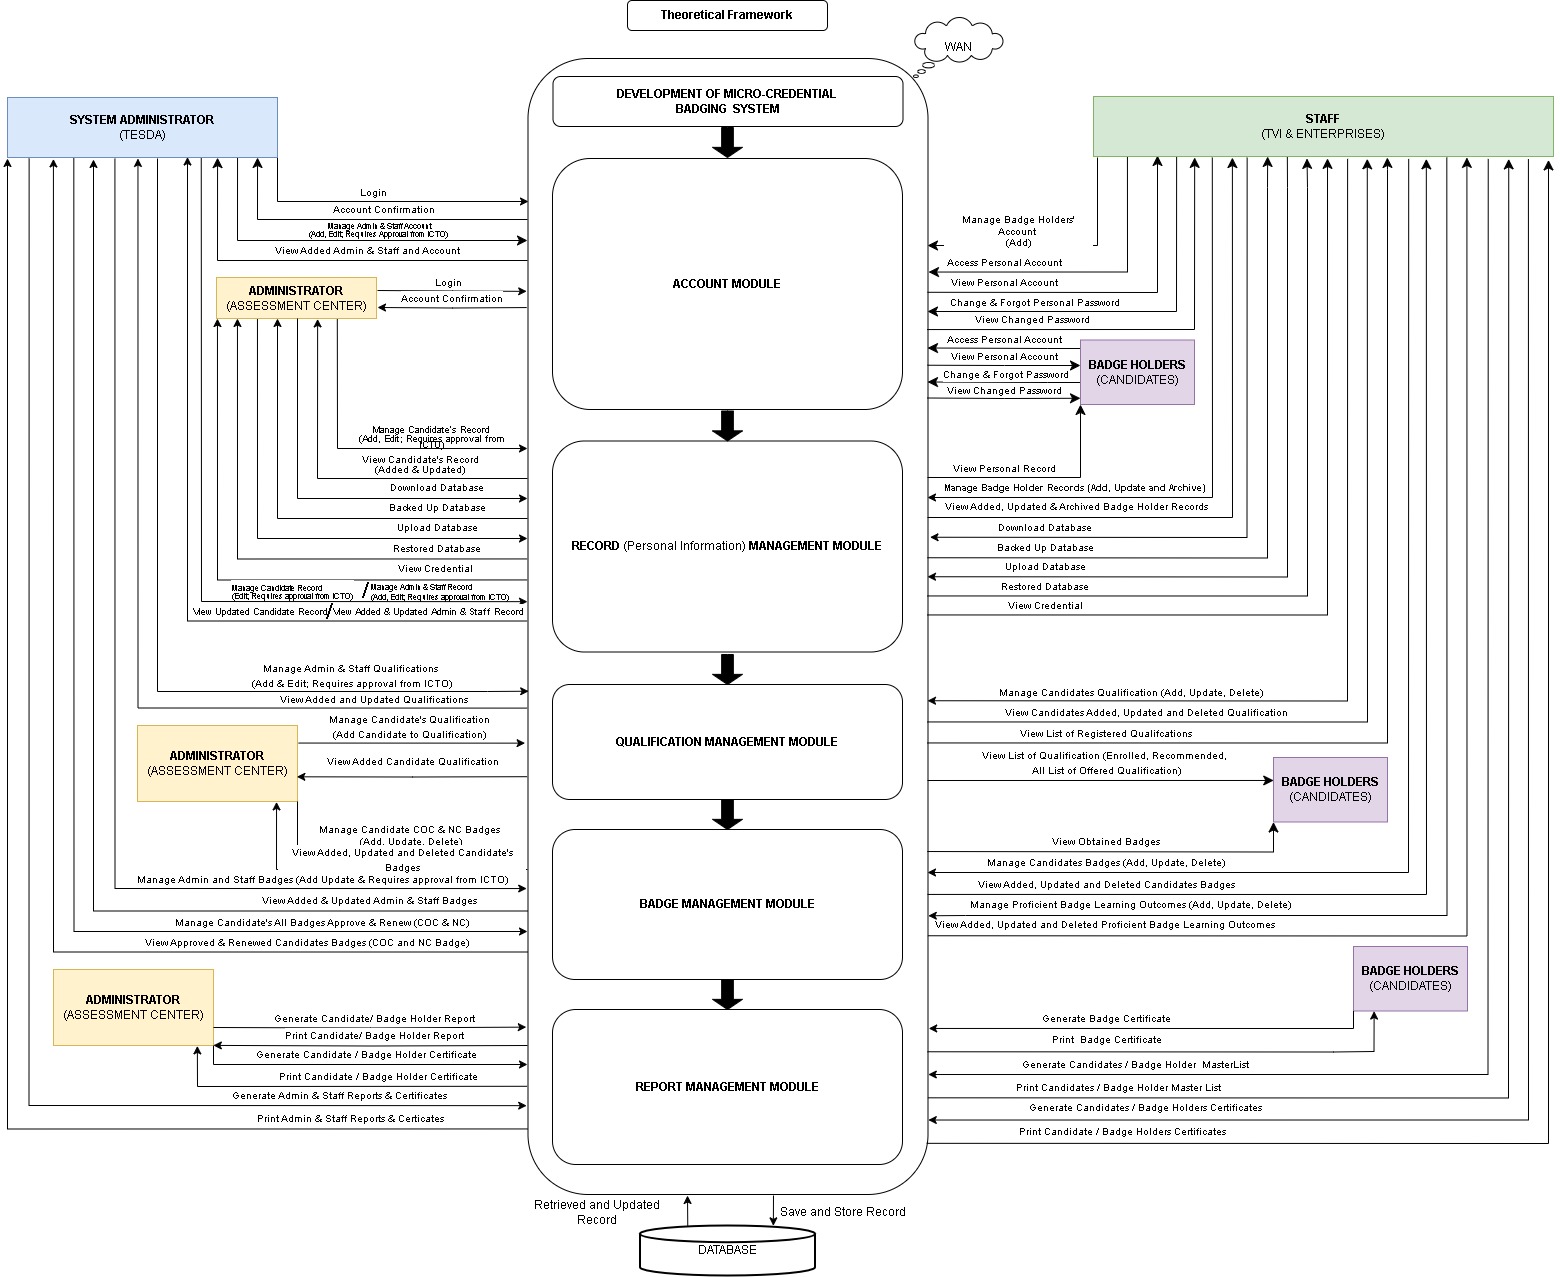 Theoretical Framework
WAN
DEVELOPMENT OF MICRO-CREDENTIAL
BADGING SYSTEM
SYSTEM ADMINISTRATOR
(TESDA)
STAFF
(TVI & ENTERPRISES)
Login
Account Confirmation
Manage Admin & Staff Account
(Add, Edit; Requires Approval from ICTO)
View Added Admin & Staff and Account
ADMINISTRATOR
(ASSESSMENT CENTER)
Login
Account Confirmation
ACCOUNT MODULE
Manage Badge Holders'
Account
(Add)
Access Personal Account
View Personal Account
Change & Forgot Personal Password
View Changed Password
Access Personal Account
View Personal Account
Change & Forgot Password
View Changed Password
BADGE HOLDERS
(CANDIDATES)
Manage Candidate's Record
(Add, Edit; Requires approval from
ICTO)
View Candidate's Record
(Added & Updated)
Download Database
Backed Up Database
Upload Database
Restored Database
View Credential
Manage Candidate Record
(Edit; Requires approval from ICTO)
/
Manage Admin & Staff Record
(Add, Edit; Requires approval from ICTO)
View Updated Candidate Record
/
View Added & Updated Admin & Staff Record
RECORD (Personal Information) MANAGEMENT MODULE
View Personal Record
Manage Badge Holder Records (Add, Update and Archive)
View Added, Updated & Archived Badge Holder Records
Download Database
Backed Up Database
Upload Database
Restored Database
View Credential
Manage Admin & Staff Qualifications
(Add & Edit; Requires approval from ICTO)
View Added and Updated Qualifications
Manage Candidate's Qualification
(Add Candidate to Qualification)
ADMINISTRATOR
(ASSESSMENT CENTER)
View Added Candidate Qualification
QUALIFICATION MANAGEMENT MODULE
Manage Candidates Qualification (Add, Update, Delete)
View Candidates Added, Updated and Deleted Qualification
View List of Registered Qualifcations
View List of Qualification (Enrolled, Recommended,
All List of Offered Qualification)
BADGE HOLDERS
(CANDIDATES)
Manage Candidate COC & NC Badges
(Add, Update, Delete)
View Added, Updated and Deleted Candidate's
Badges
Manage Admin and Staff Badges (Add Update & Requires approval from ICTO)
View Added & Updated Admin & Staff Badges
Manage Candidate's All Badges Approve & Renew (COC & NC)
View Approved & Renewed Candidates Badges (COC and NC Badge)
BADGE MANAGEMENT MODULE
View Obtained Badges
Manage Candidates Badges (Add, Update, Delete)
View Added, Updated and Deleted Candidates Badges
Manage Proficient Badge Learning Outcomes (Add, Update, Delete)
View Added, Updated and Deleted Proficient Badge Learning Outcomes
ADMINISTRATOR
(ASSESSMENT CENTER)
BADGE HOLDERS
(CANDIDATES)
Generate Candidate/ Badge Holder Report
Print Candidate/ Badge Holder Report
Generate Candidate / Badge Holder Certificate
Print Candidate / Badge Holder Certificate
Generate Admin & Staff Reports & Certificates
Print Admin & Staff Reports & Certicates
REPORT MANAGEMENT MODULE
Generate Badge Certificate
Print Badge Certificate
Generate Candidates / Badge Holder MasterList
Print Candidates / Badge Holder Master List
Generate Candidates / Badge Holders Certificates
Print Candidate / Badge Holders Certificates
Retrieved and Updated
Record
Save and Store Record
DATABASE